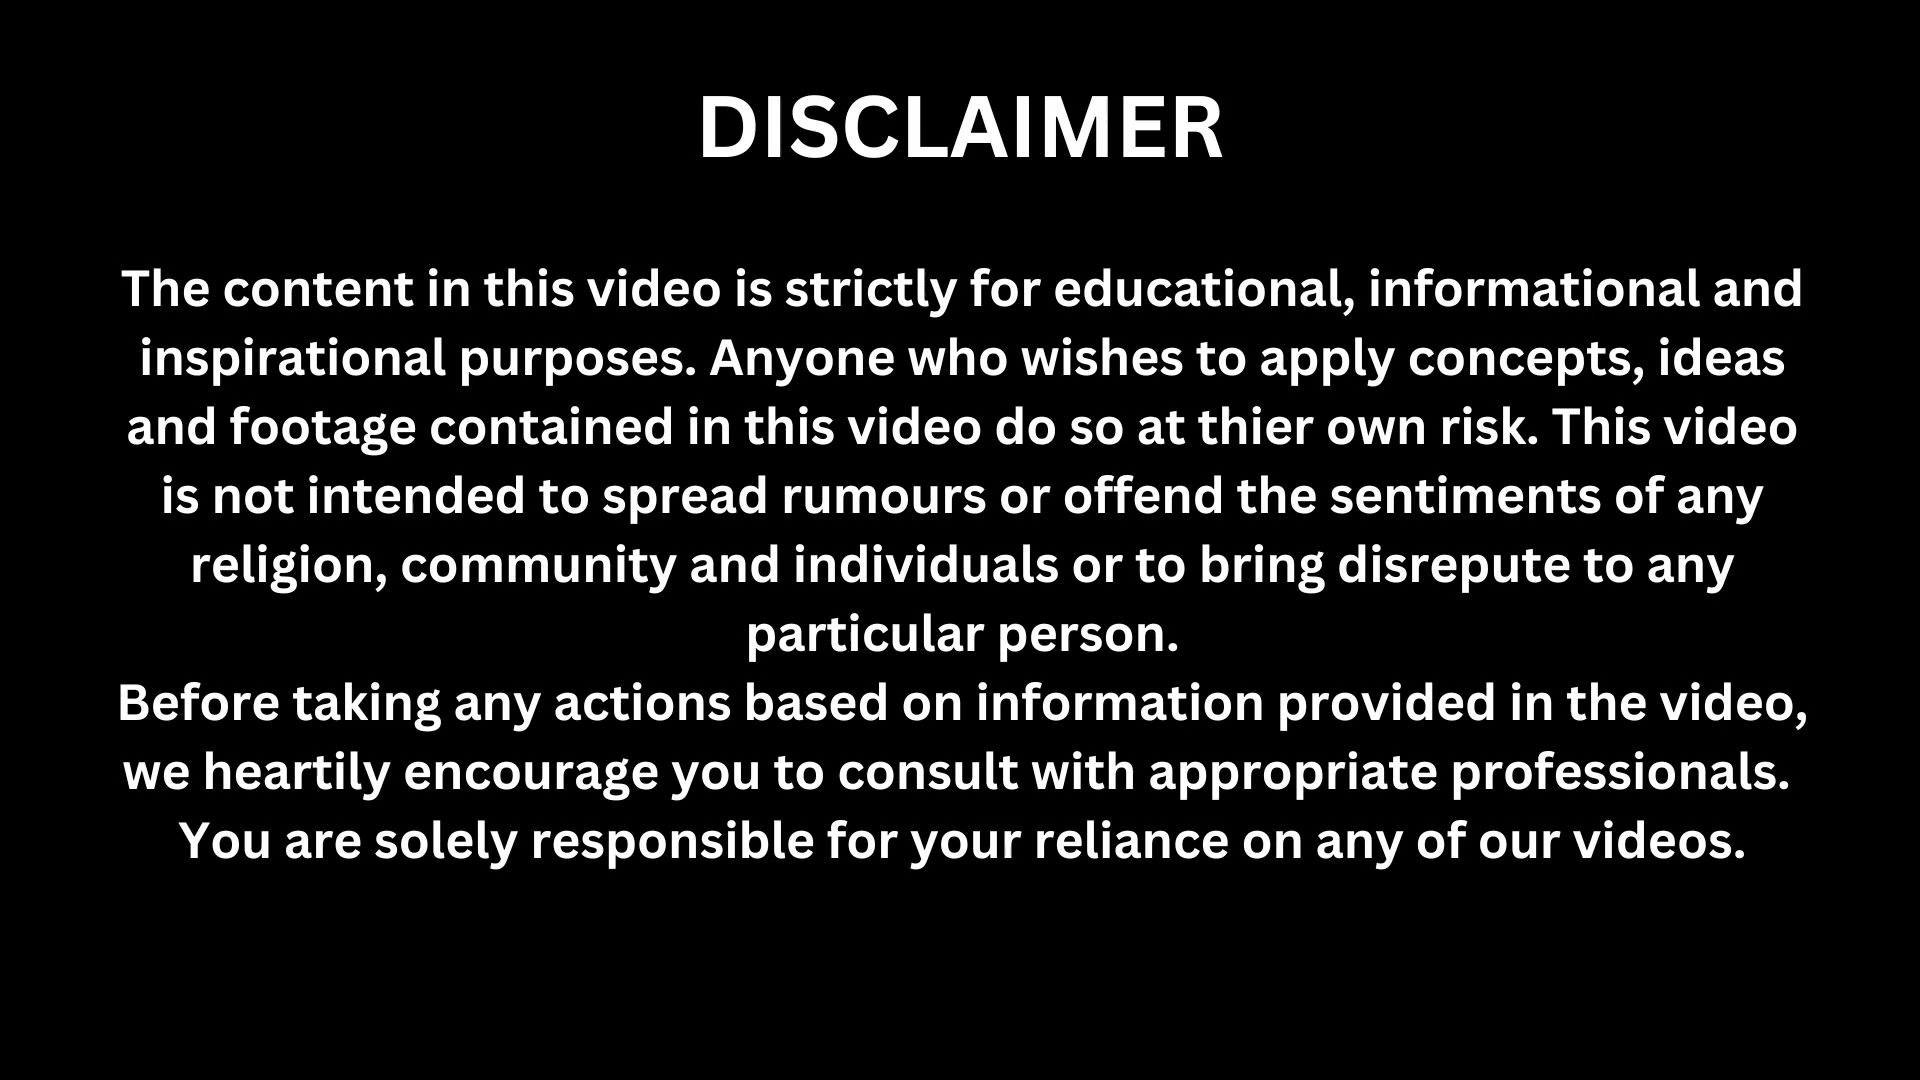 DISCLAIMER
The content in this video is strictly for educational, informational and
inspirational purposes. Anyone who wishes to apply concepts, ideas
and footage contained in this video do so at thier own risk. This video
is not intended to spread rumours or offend the sentiments of any
religion, community and individuals or to bring disrepute to any
particular person.
Before taking any actions based on information provided in the video,
we heartily encourage you to consult with appropriate professionals.
You are solely responsible for your reliance on any of our videos.